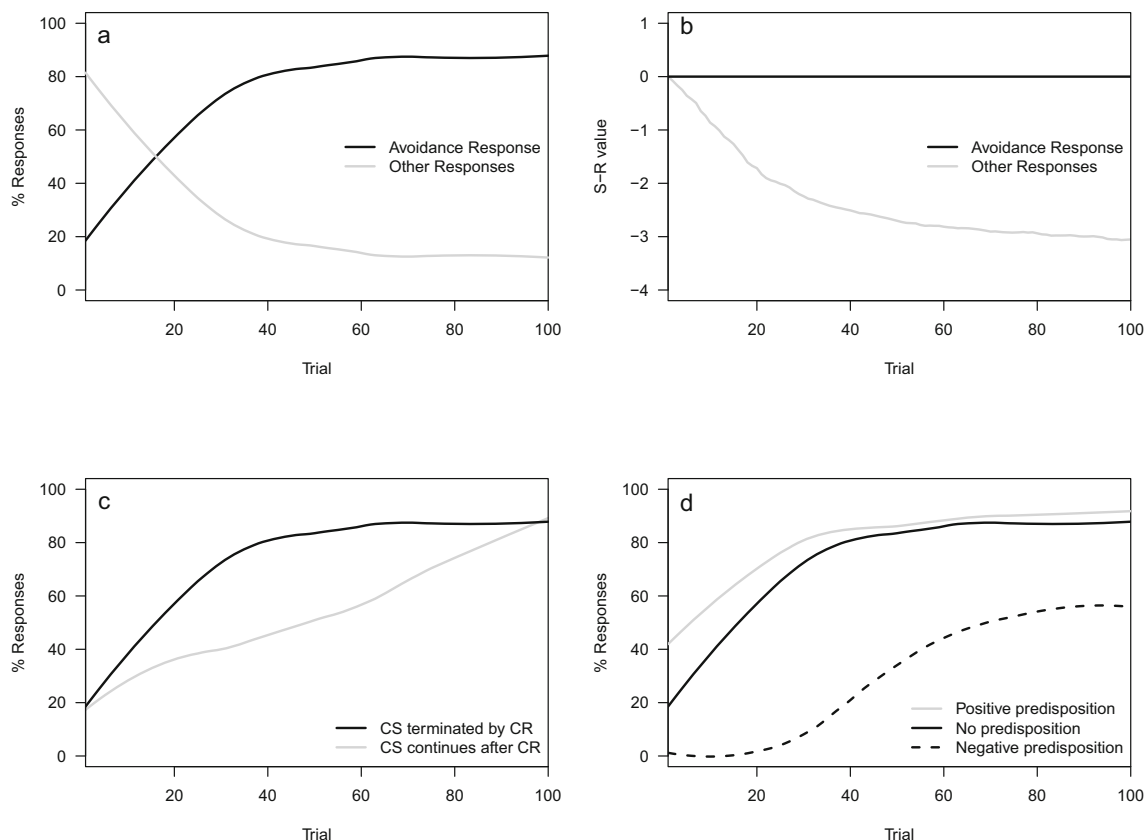 a
100
80
60
40
20
0
% Responses
Avoidance Response
Other Responses
20 40 60 80 100
Trial
b
1
0
−1
−2
−3
−4
S−R value
Avoidance Response
Other Responses
20 40 60 80 100
Trial
c
100
80
60
40
20
0
% Responses
CS terminated by CR
CS continues after CR
20 40 60 80 100
Trial
d
100
80
60
40
20
0
% Responses
Positive predisposition
No predisposition
Negative predisposition
20 40 60 80 100
Trial